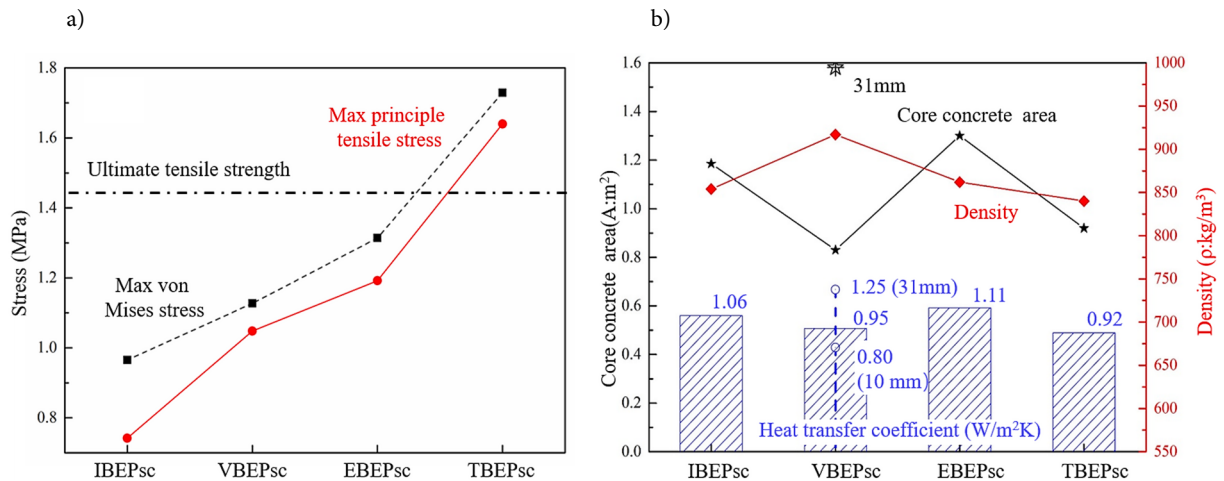 a)
1.8
1.6
1.4
1.2
1.0
0.8
Stress (MPa)
Max principle
tensile stress
Ultimate tensile strength
Max von
Mises stress
IBEPsc
VBEPsc
EBEPsc
TBEPsc
b)
1.6
1.4
1.2
1.0
0.8
0.6
0.4
0.2
0.0
Core concrete area(A:m²)
31mm
Core concrete area
Density
1.06
1.25 (31mm)
0.95
0.80
(10 mm)
1.11
0.92
Heat transfer coefficient (W/m²K)
IBEPsc
VBEPsc
EBEPsc
TBEPsc
1000
950
900
850
800
750
700
650
600
550
Density (ρ:kg/m³)